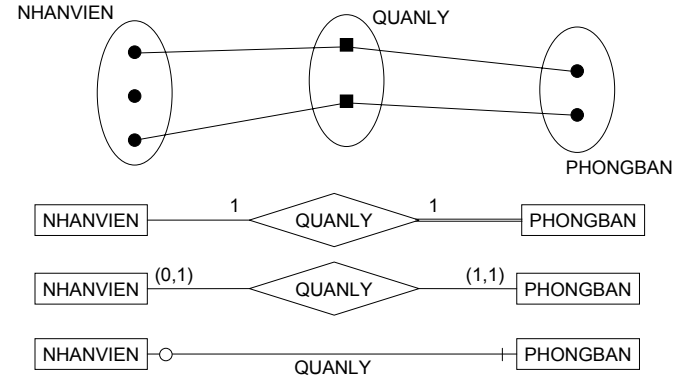 NHANVIEN
QUANLY
PHONGBAN
1 1
NHANVIEN QUANLY PHONGBAN
(0,1) (1,1)
NHANVIEN QUANLY PHONGBAN
NHANVIEN PHONGBAN
QUANLY